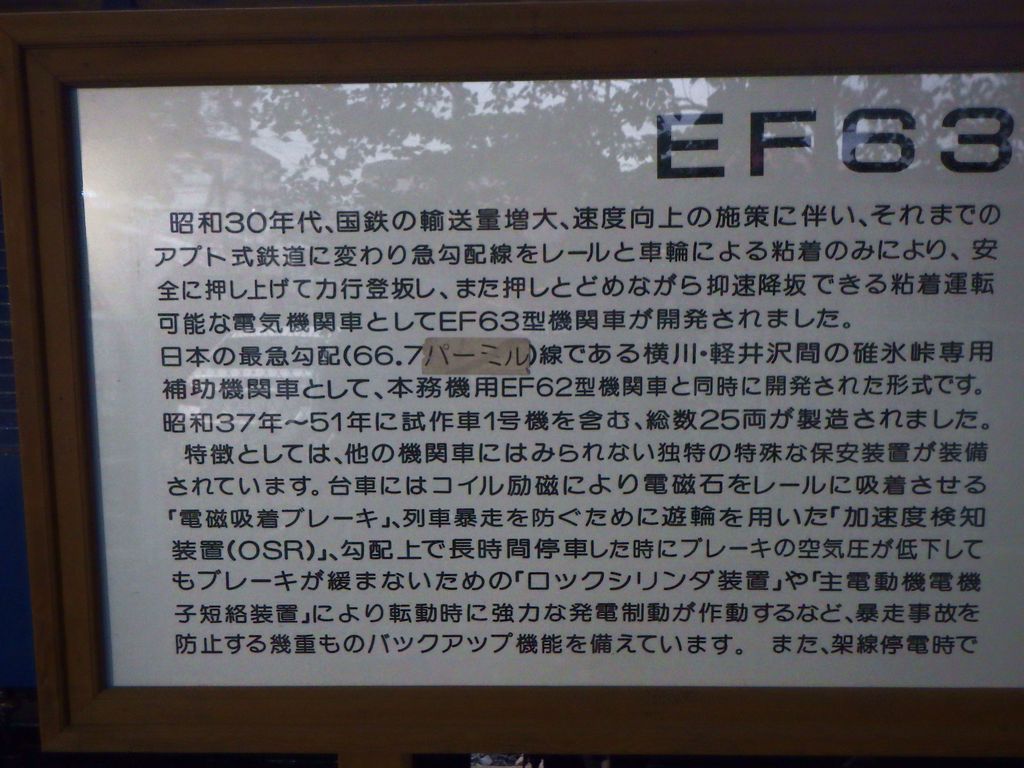 EF63
昭和30年代、国鉄の輸送量増大、速度向上の施策に伴い、それまでの
アプト式鉄道に変わり急勾配線をレールと車輪による粘着のみにより、安
全に押し上げて力行登坂し、また押しとどめながら抑速降坂できる粘着運転
可能な電気機関車としてEF63型機関車が開発されました。
日本の最急勾配(66.7パーミル)線である横川・軽井沢間の碓氷峠専用
補助機関車として、本務機用EF62型機関車と同時に開発された形式です。
昭和37年～51年に試作車1号機を含む、総数25両が製造されました。
特徴としては、他の機関車にはみられない独特の特殊な保安装置が装備
されています。台車にはコイル励磁により電磁石をレールに吸着させる
「電磁吸着ブレーキ」、列車暴走を防ぐために遊輪を用いた「加速度検知
装置(OSR)」、勾配上で長時間停車した時にブレーキの空気圧が低下して
もブレーキが緩まないための「ロックシリンダ装置」や「主電動機電機
子短絡装置」により転動時に強力な発電制動が作動するなど、暴走事故を
防止する幾重ものバックアップ機能を備えています。 また、架線停電時で